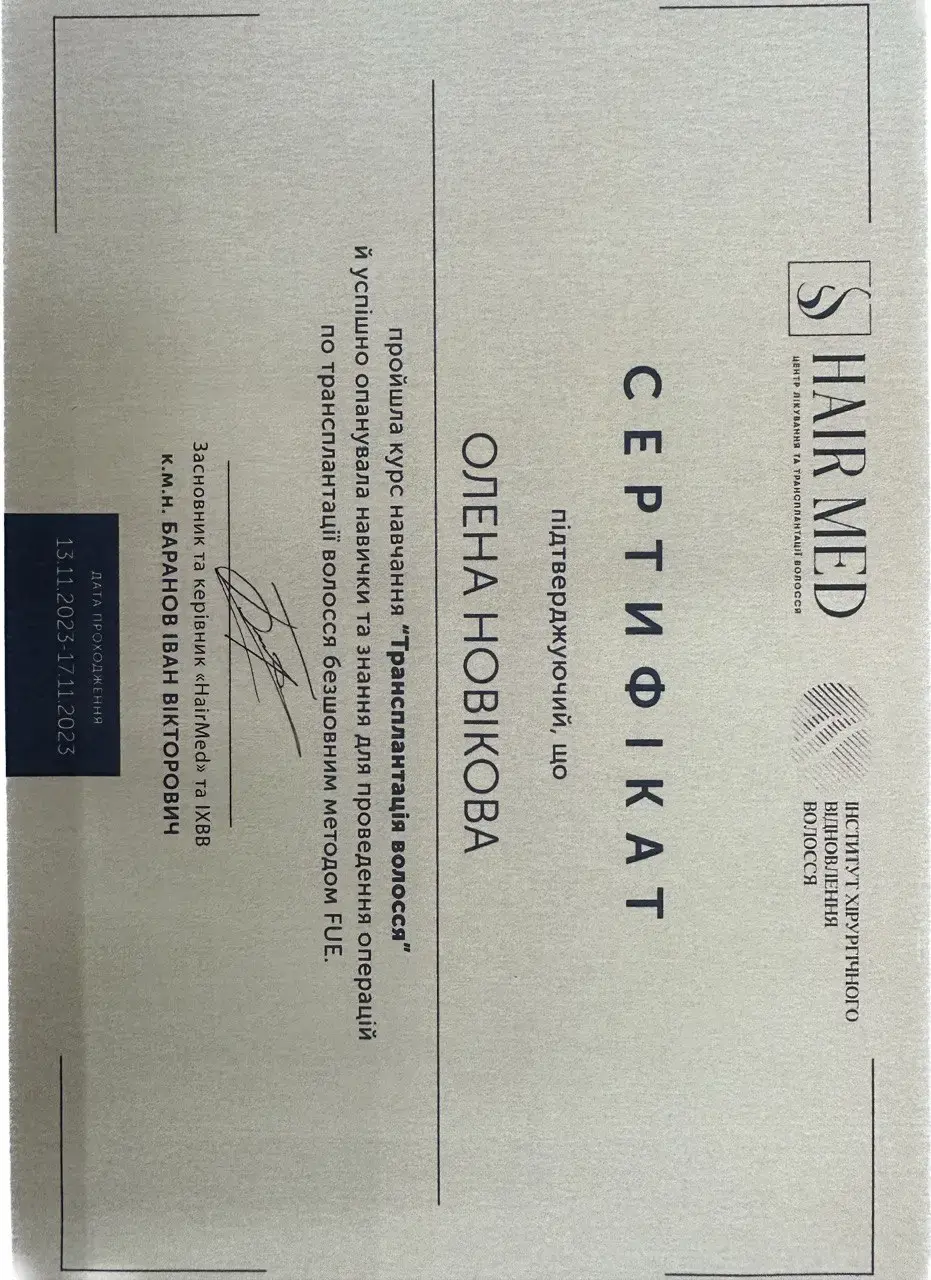 HAIR MED
ЦЕНТР ЛІКУВАННЯ ТА ТРАНСПЛАНТАЦІЇ ВОЛОССЯ
ІНСТИТУТ ХІРУРГІЧНОГО
ВІДНОВЛЕННЯ
ВОЛОССЯ
СЕРТИФІКАТ
підтверджуючий, що
ОЛЕНА НОВІКОВА
пройшла курс навчання "Трансплантація волосся"
й успішно опанувала навички та знання для проведення операцій
по трансплантації волосся безшовним методом FUE.
Засновник та керівник «HairMed» та ІХВВ
к.м.н. БАРАНОВ ІВАН ВІКТОРОВИЧ
ДАТА ПРОХОДЖЕННЯ
13.11.2023-17.11.2023